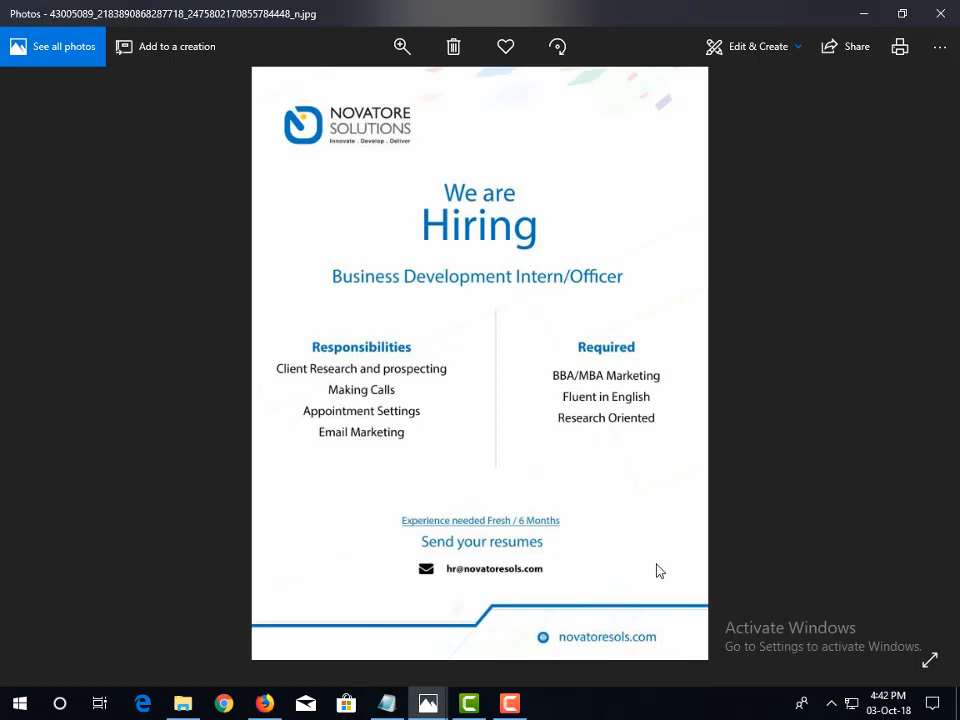 Photos - 43005089_2183890868287718_2475802170855784448_n.jpg
See all photos
Add to a creation
Edit & Create
Share
NOVATORE
SOLUTIONS
Innovate . Develop . Deliver
We are
Hiring
Business Development Intern/Officer
Responsibilities
Client Research and prospecting
Making Calls
Appointment Settings
Email Marketing
Required
BBA/MBA Marketing
Fluent in English
Research Oriented
Experience needed Fresh / 6 Months
Send your resumes
hr@novatoresols.com
novatoresols.com
Activate Windows
Go to Settings to activate Windows.
4:42 PM
03-Oct-18